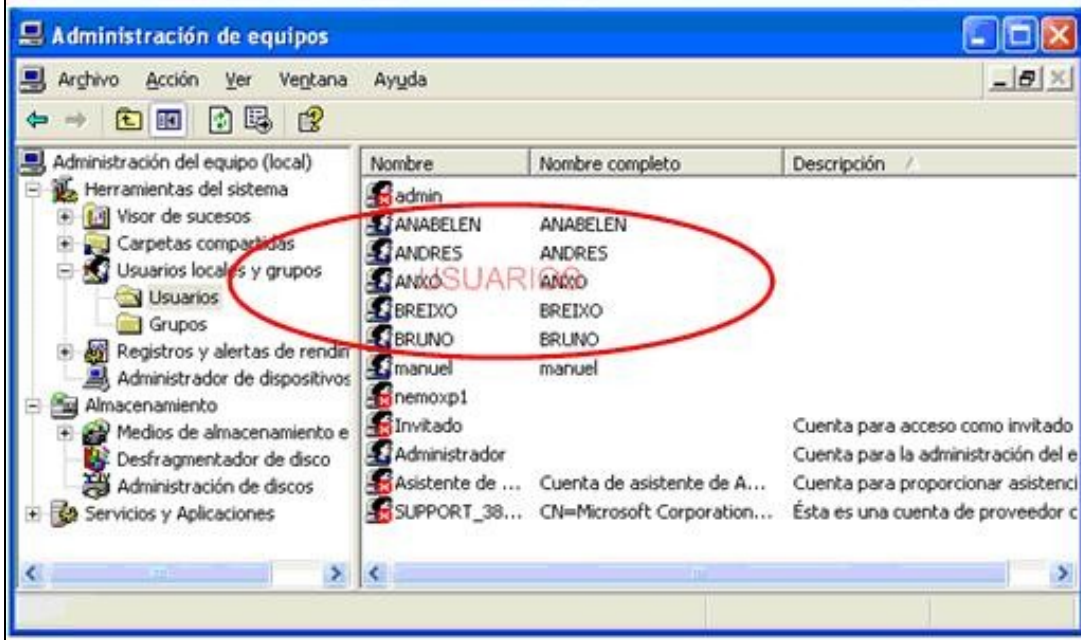 Administración de equipos
Archivo Acción Ver Ventana Ayuda
Administración del equipo (local)
Herramientas del sistema
Visor de sucesos
Carpetas compartidas
Usuarios locales y grupos
Usuarios
Grupos
Registros y alertas de rendin
Administrador de dispositivos
Almacenamiento
Medios de almacenamiento e
Desfragmentador de disco
Administración de discos
Servicios y Aplicaciones
Nombre Nombre completo Descripción
admin
ANABELEN ANABELEN
ANDRES ANDRES
ANXO ANXO
USUARIOS
BREIXO BREIXO
BRUNO BRUNO
manuel manuel
nemoxp1
Invitado Cuenta para acceso como invitado
Administrador Cuenta para la administración del e
Asistente de ... Cuenta de asistente de A... Cuenta para proporcionar asistenci
SUPPORT_38... CN=Microsoft Corporation... Ésta es una cuenta de proveedor c